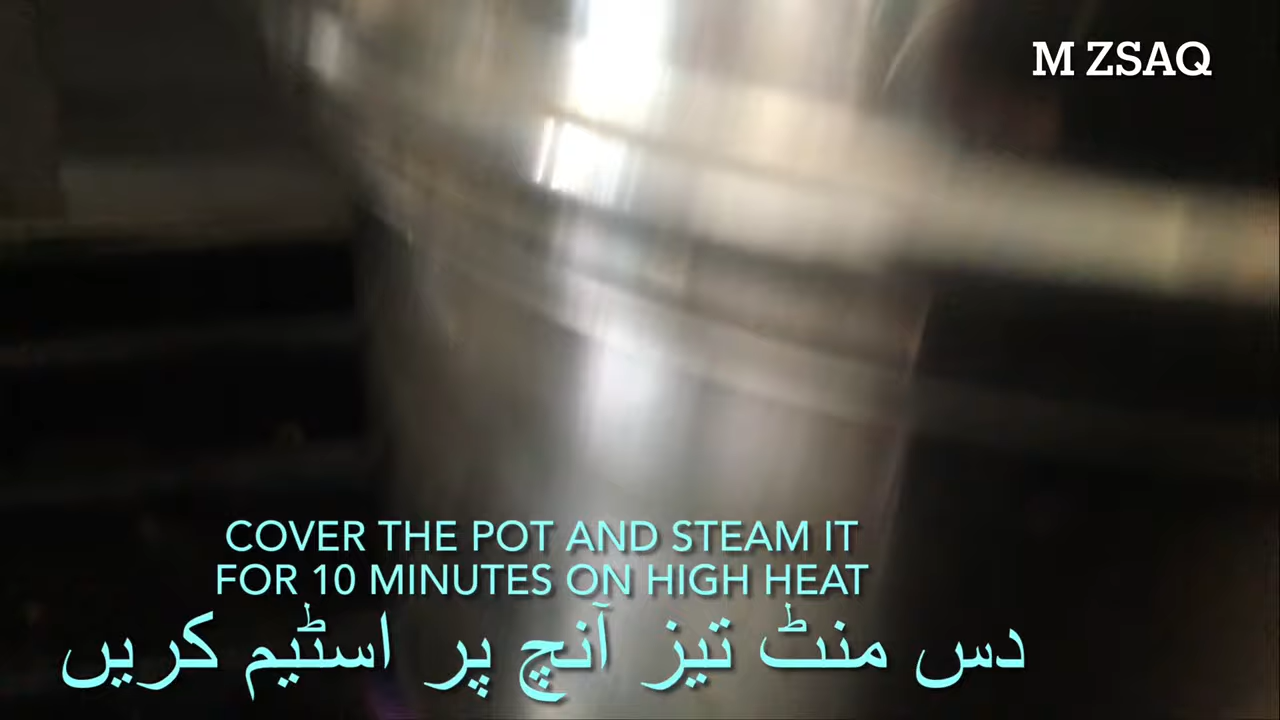 M ZSAQ
COVER THE POT AND STEAM IT
FOR 10 MINUTES ON HIGH HEAT
دس منٹ تیز آنچ پر اسٹیم کریں